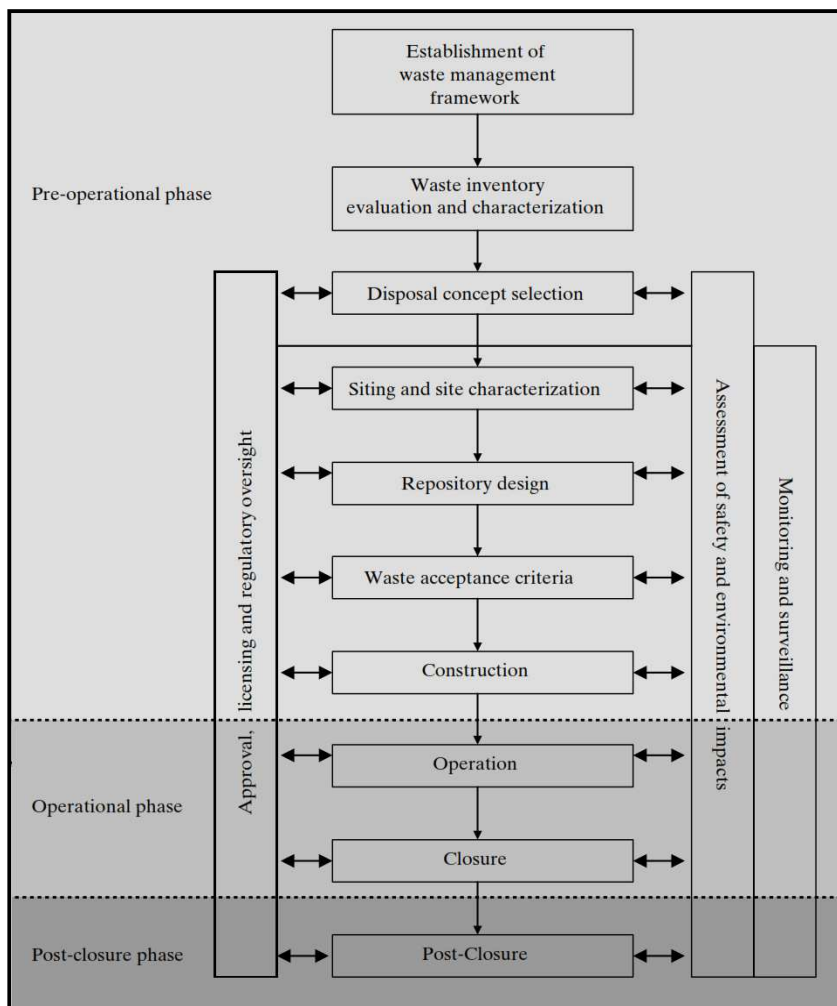 Establishment of
waste management
framework
Pre-operational phase
Waste inventory
evaluation and characterization
Disposal concept selection
Siting and site characterization
Repository design
Waste acceptance criteria
Construction
Approval, licensing and regulatory oversight
Assessment of safety and environmental impacts
Monitoring and surveillance
Operation
Operational phase
Closure
Post-closure phase
Post-Closure